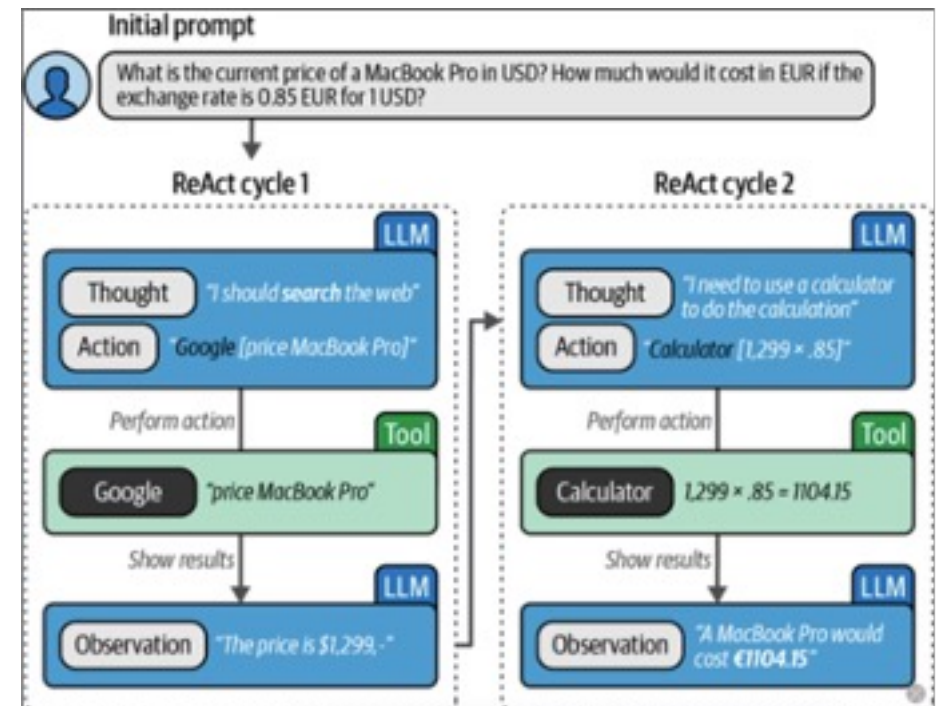 Initial prompt
What is the current price of a MacBook Pro in USD? How much would it cost in EUR if the
exchange rate is 0.85 EUR for 1 USD?
ReAct cycle 1
LLM
Thought "I should search the web"
Action "Google [price MacBook Pro]"
Perform action
Tool
Google "price MacBook Pro"
Show results
LLM
Observation "The price is $1,299,-"
ReAct cycle 2
LLM
Thought "I need to use a calculator
to do the calculation"
Action "Calculator [1,299 × .85]"
Perform action
Tool
Calculator 1,299 × .85 = 1104.15
Show results
LLM
Observation "A MacBook Pro would
cost €1104.15"